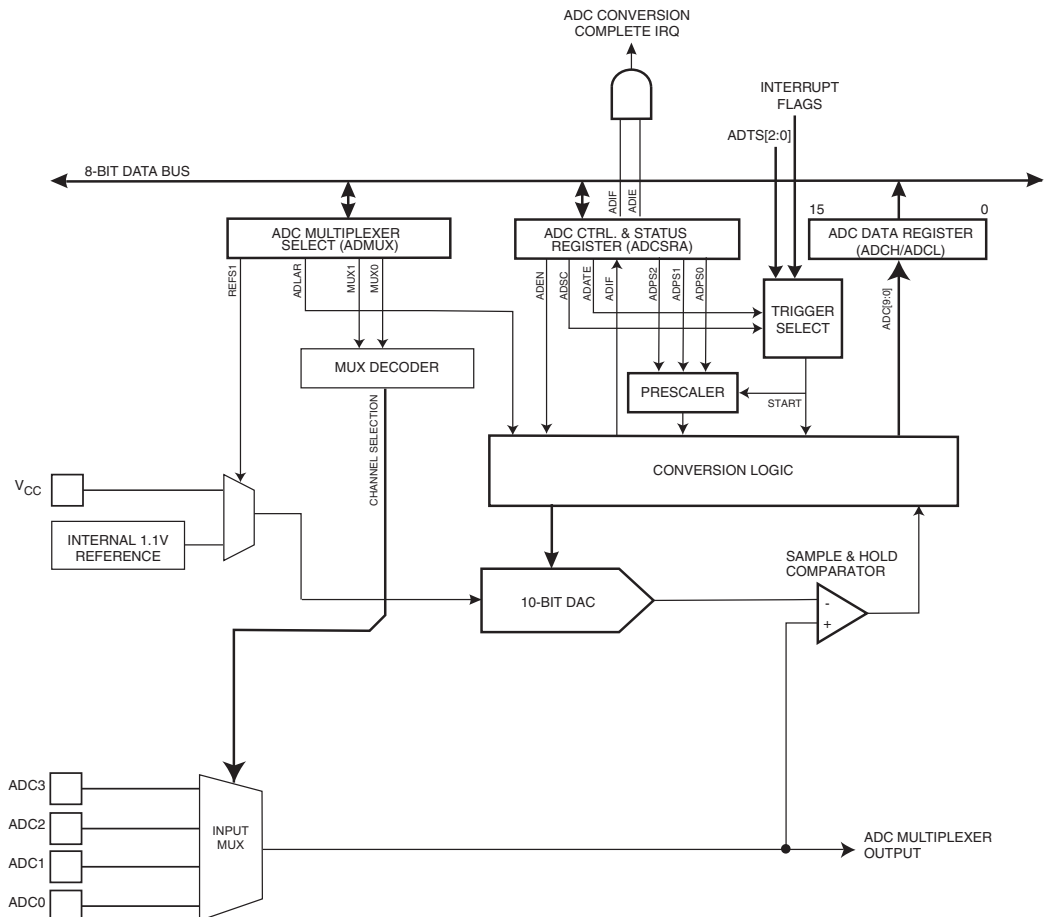 ADC CONVERSION
COMPLETE IRQ
INTERRUPT
FLAGS
ADTS[2:0]
8-BIT DATA BUS
ADIF
ADIE
15
0
ADC MULTIPLEXER
SELECT (ADMUX)
ADC CTRL. & STATUS
REGISTER (ADCSRA)
ADC DATA REGISTER
(ADCH/ADCL)
REFS1
ADLAR
MUX1
MUX0
ADEN
ADSC
ADATE
ADIF
ADPS2
ADPS1
ADPS0
ADC[9:0]
TRIGGER
SELECT
MUX DECODER
PRESCALER
START
CHANNEL SELECTION
CONVERSION LOGIC
VCC
INTERNAL 1.1V
REFERENCE
SAMPLE & HOLD
COMPARATOR
10-BIT DAC
-
+
ADC3
ADC2
ADC1
ADC0
INPUT
MUX
ADC MULTIPLEXER
OUTPUT